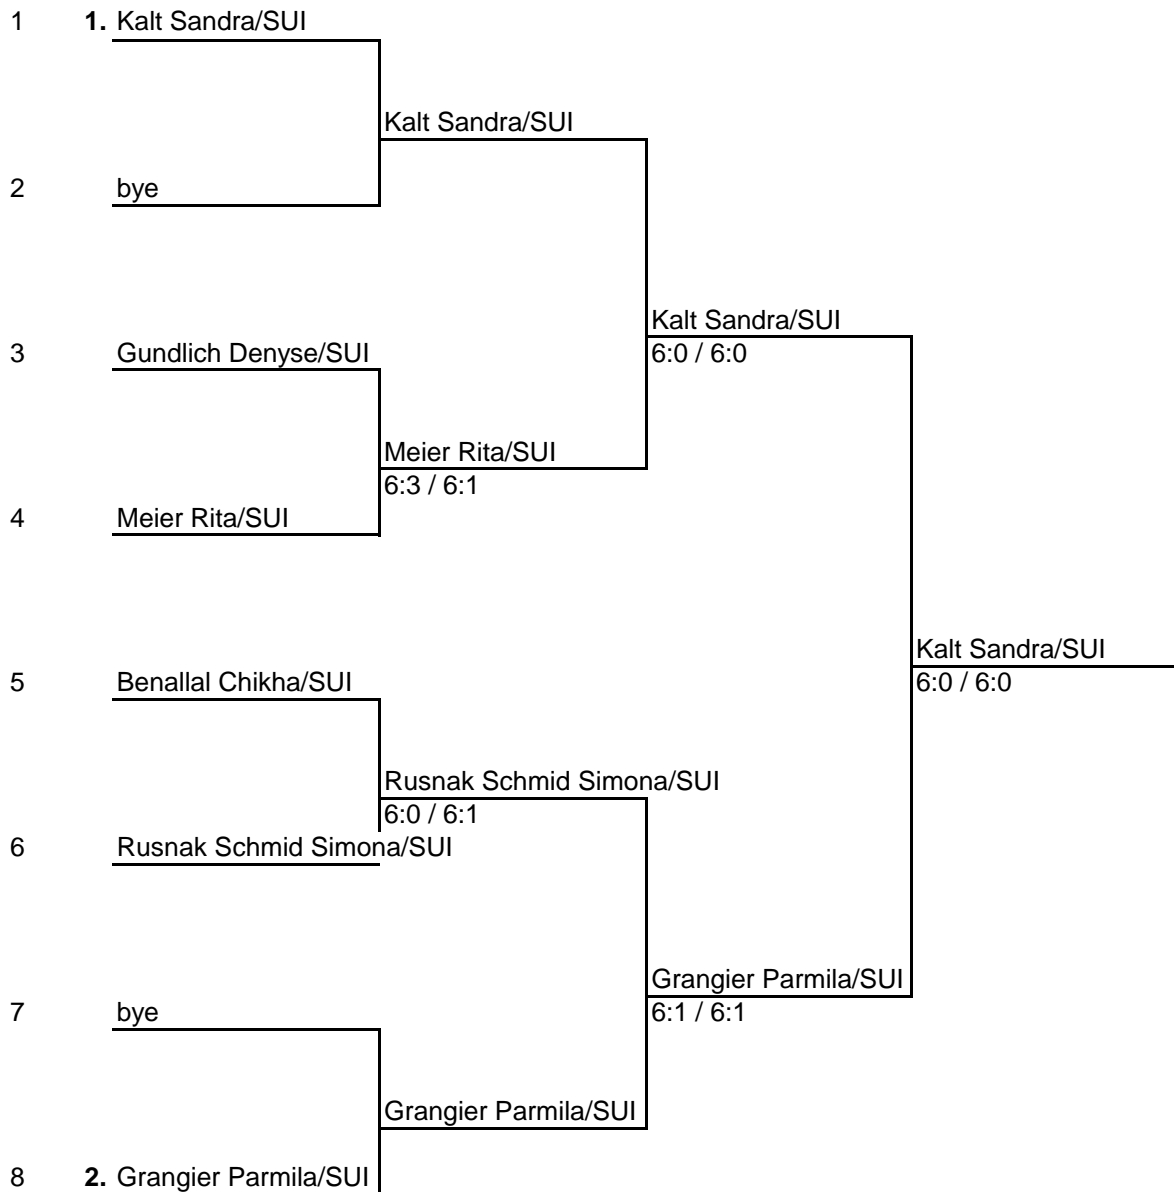 1 1. Kalt Sandra/SUI
Kalt Sandra/SUI
2 bye
Kalt Sandra/SUI
3 Gundlich Denyse/SUI 6:0 / 6:0
Meier Rita/SUI
6:3 / 6:1
4 Meier Rita/SUI
Kalt Sandra/SUI
5 Benallal Chikha/SUI 6:0 / 6:0
Rusnak Schmid Simona/SUI
6:0 / 6:1
6 Rusnak Schmid Simona/SUI
Grangier Parmila/SUI
7 bye 6:1 / 6:1
Grangier Parmila/SUI
8 2. Grangier Parmila/SUI